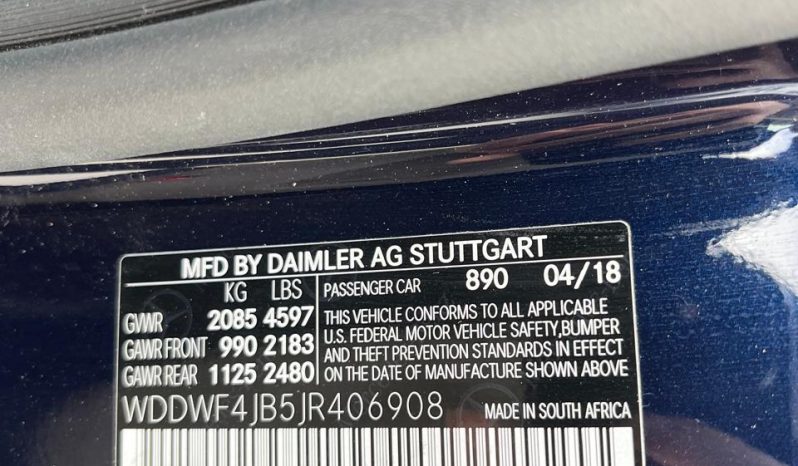 MFD BY DAIMLER AG STUTTGART
KG LBS PASSENGER CAR 890 04/18
GVWR 2085 4597 THIS VEHICLE CONFORMS TO ALL APPLICABLE
GAWR FRONT 990 2183 U.S. FEDERAL MOTOR VEHICLE SAFETY,BUMPER
GAWR REAR 1125 2480 AND THEFT PREVENTION STANDARDS IN EFFECT
ON THE DATE OF MANUFACTURE SHOWN ABOVE
WDDWF4JB5JR406908 MADE IN SOUTH AFRICA